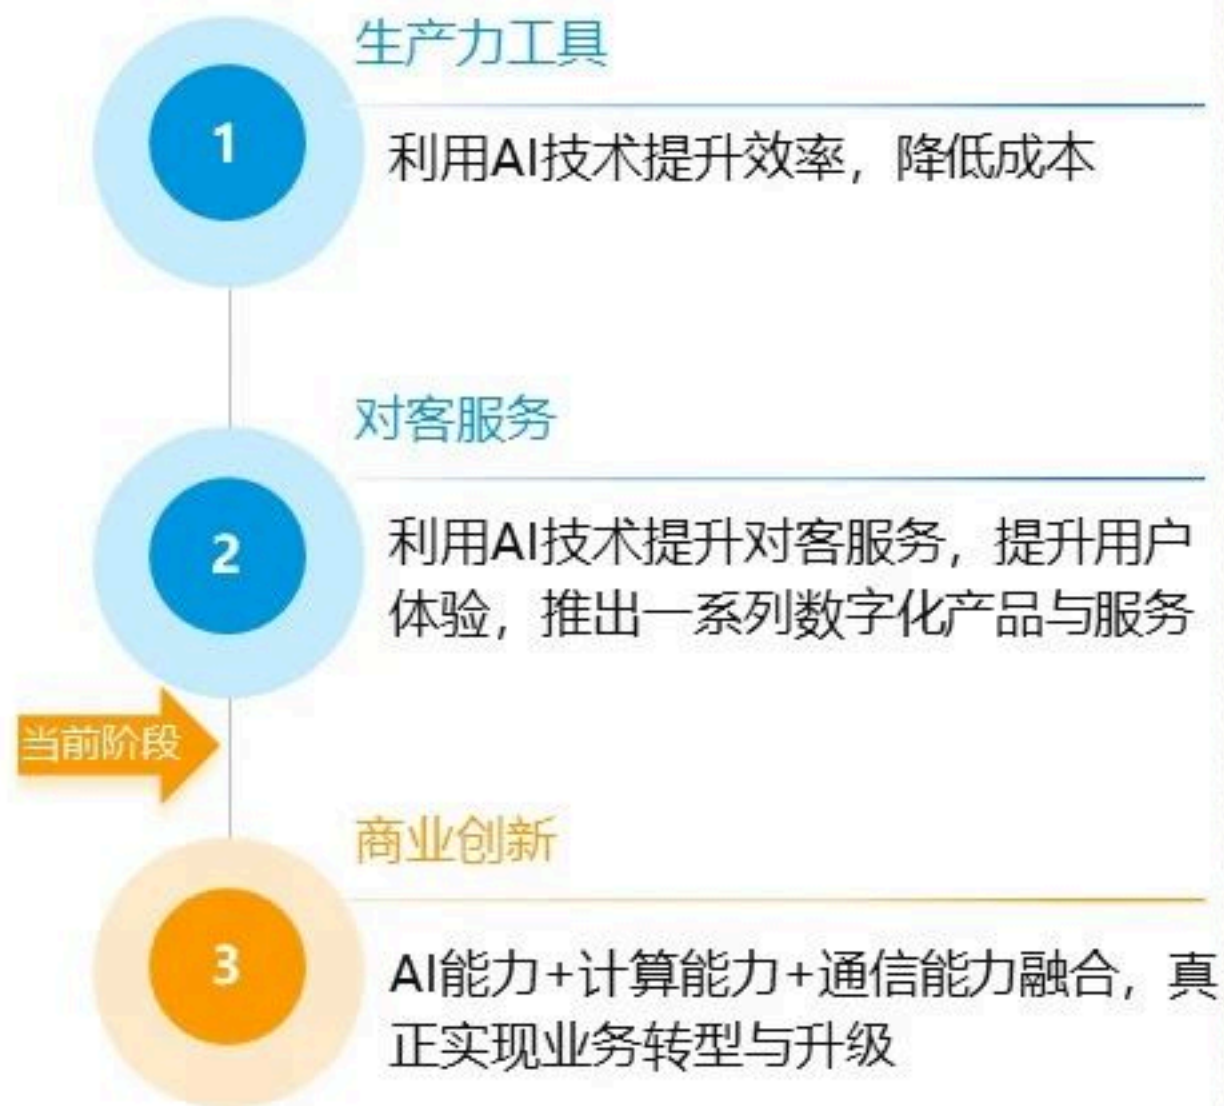 生产力工具
1
利用AI技术提升效率，降低成本
对客服务
2
利用AI技术提升对客服务，提升用户
体验，推出一系列数字化产品与服务
当前阶段
商业创新
3
AI能力+计算能力+通信能力融合，真
正实现业务转型与升级